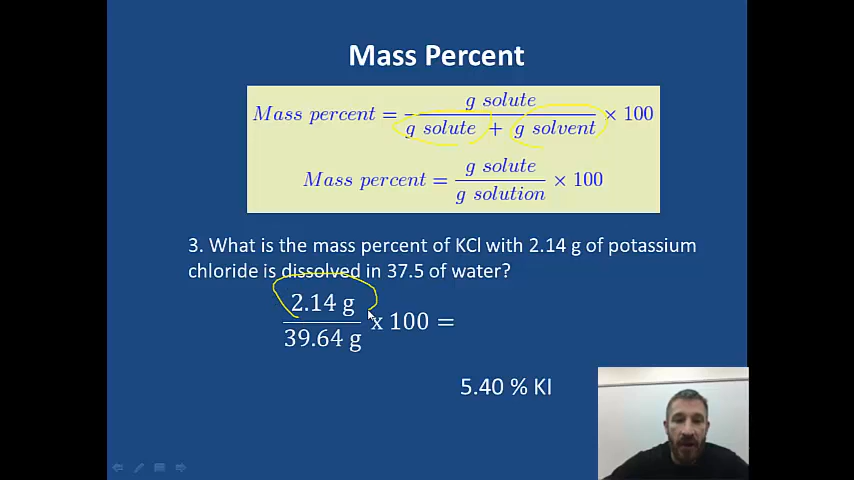 Mass Percent
Mass percent = g solute / g solute + g solvent × 100
Mass percent = g solute / g solution × 100
3. What is the mass percent of KCl with 2.14 g of potassium
chloride is dissolved in 37.5 of water?
2.14 g / 39.64 g x 100 =
5.40 % KI